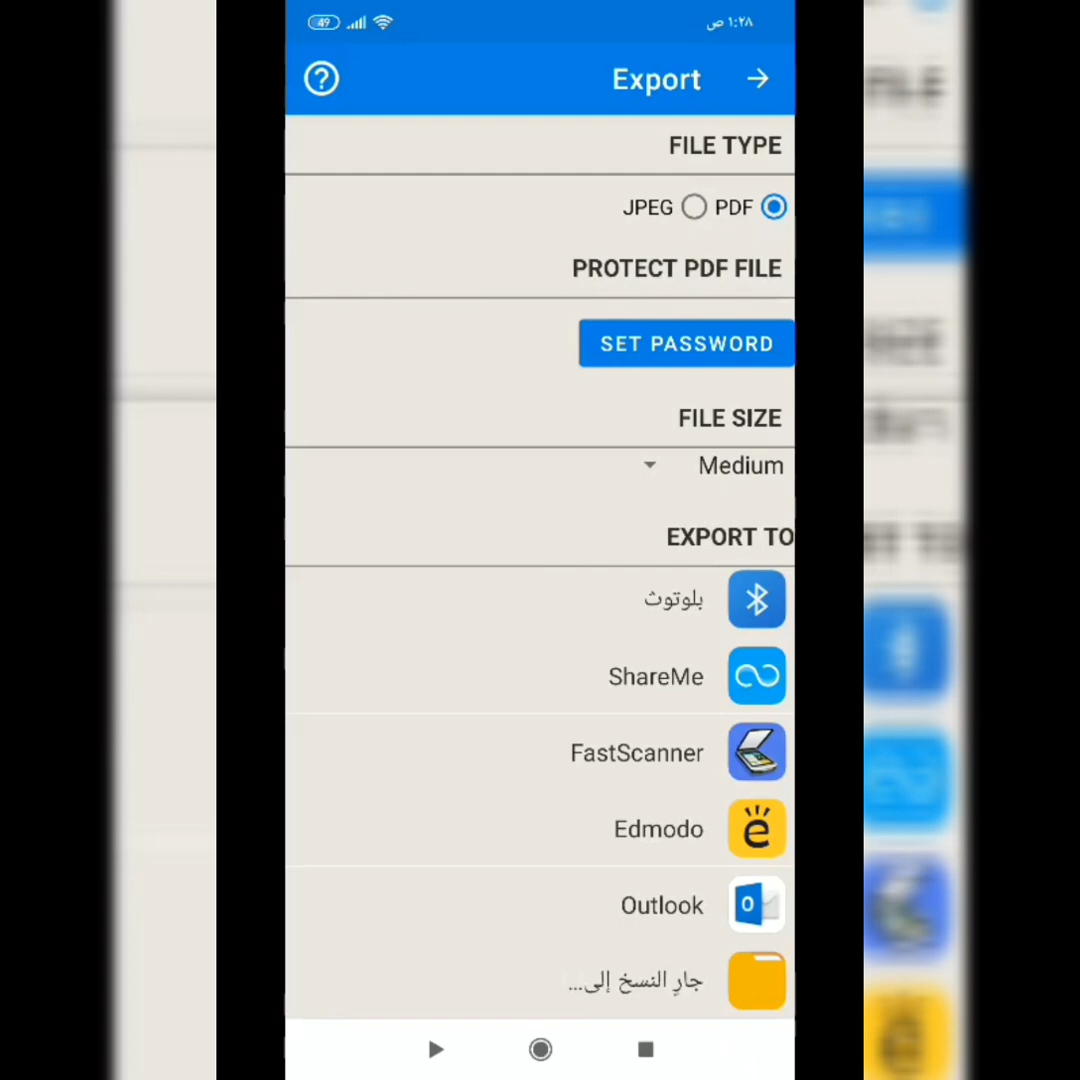 49
١:٢٨ ص
Export
FILE TYPE
PDF JPEG
PROTECT PDF FILE
SET PASSWORD
FILE SIZE
Medium
EXPORT TO
بلوتوث
ShareMe
FastScanner
Edmodo
Outlook
جارِ النسخ إلى...